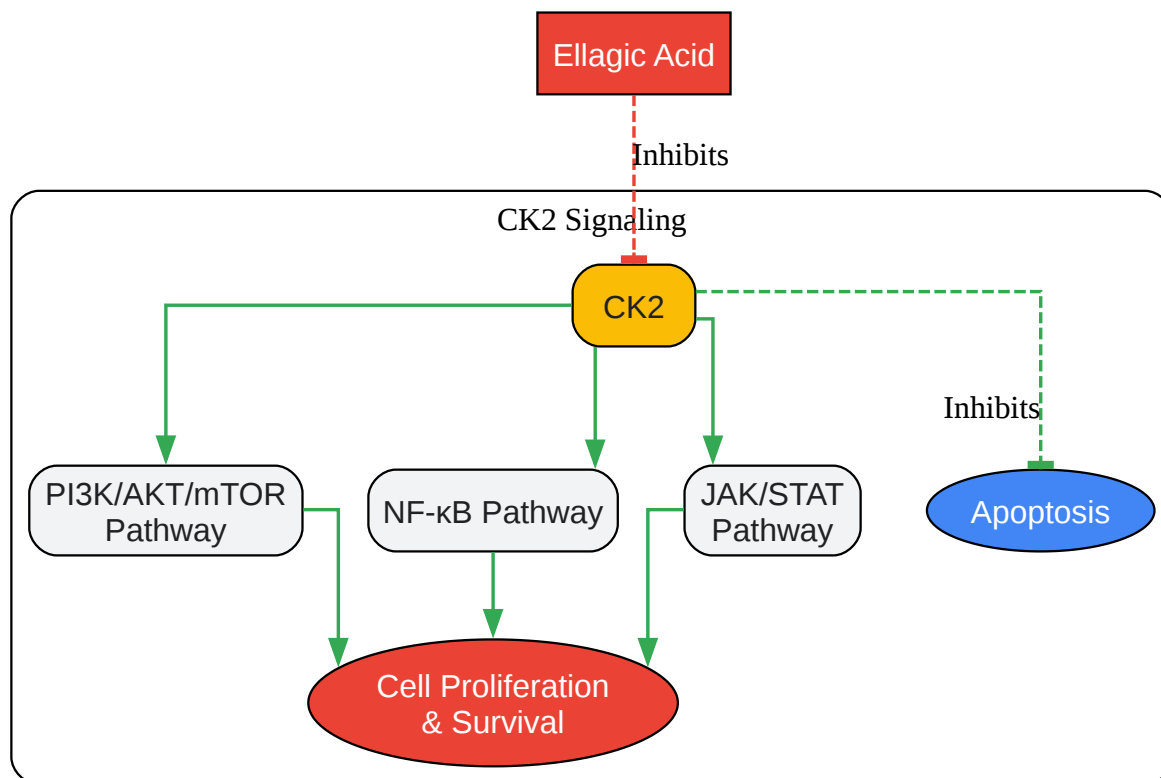 Ellagic Acid
Inhibits
CK2 Signaling
CK2
Inhibits
PI3K/AKT/mTOR
Pathway
NF-κB Pathway
JAK/STAT
Pathway
Apoptosis
Cell Proliferation
& Survival